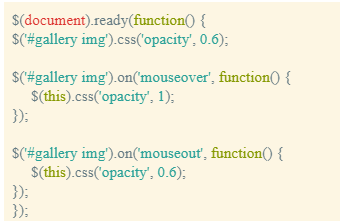 $(document).ready(function() {
$('#gallery img').css('opacity', 0.6);

$('#gallery img').on('mouseover', function() {
     $(this).css('opacity', 1);
});

$('#gallery img').on('mouseout', function() {
     $(this).css('opacity', 0.6);
});
});